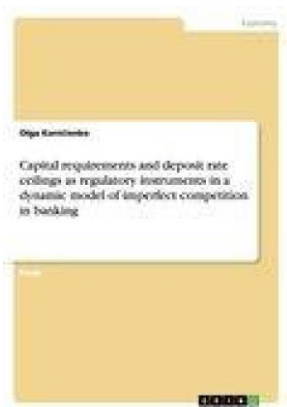 Olga Kornilenko
Capital requirements and deposit rate
ceilings as regulatory instruments in a
dynamic model of imperfect competition
in banking
GRIN